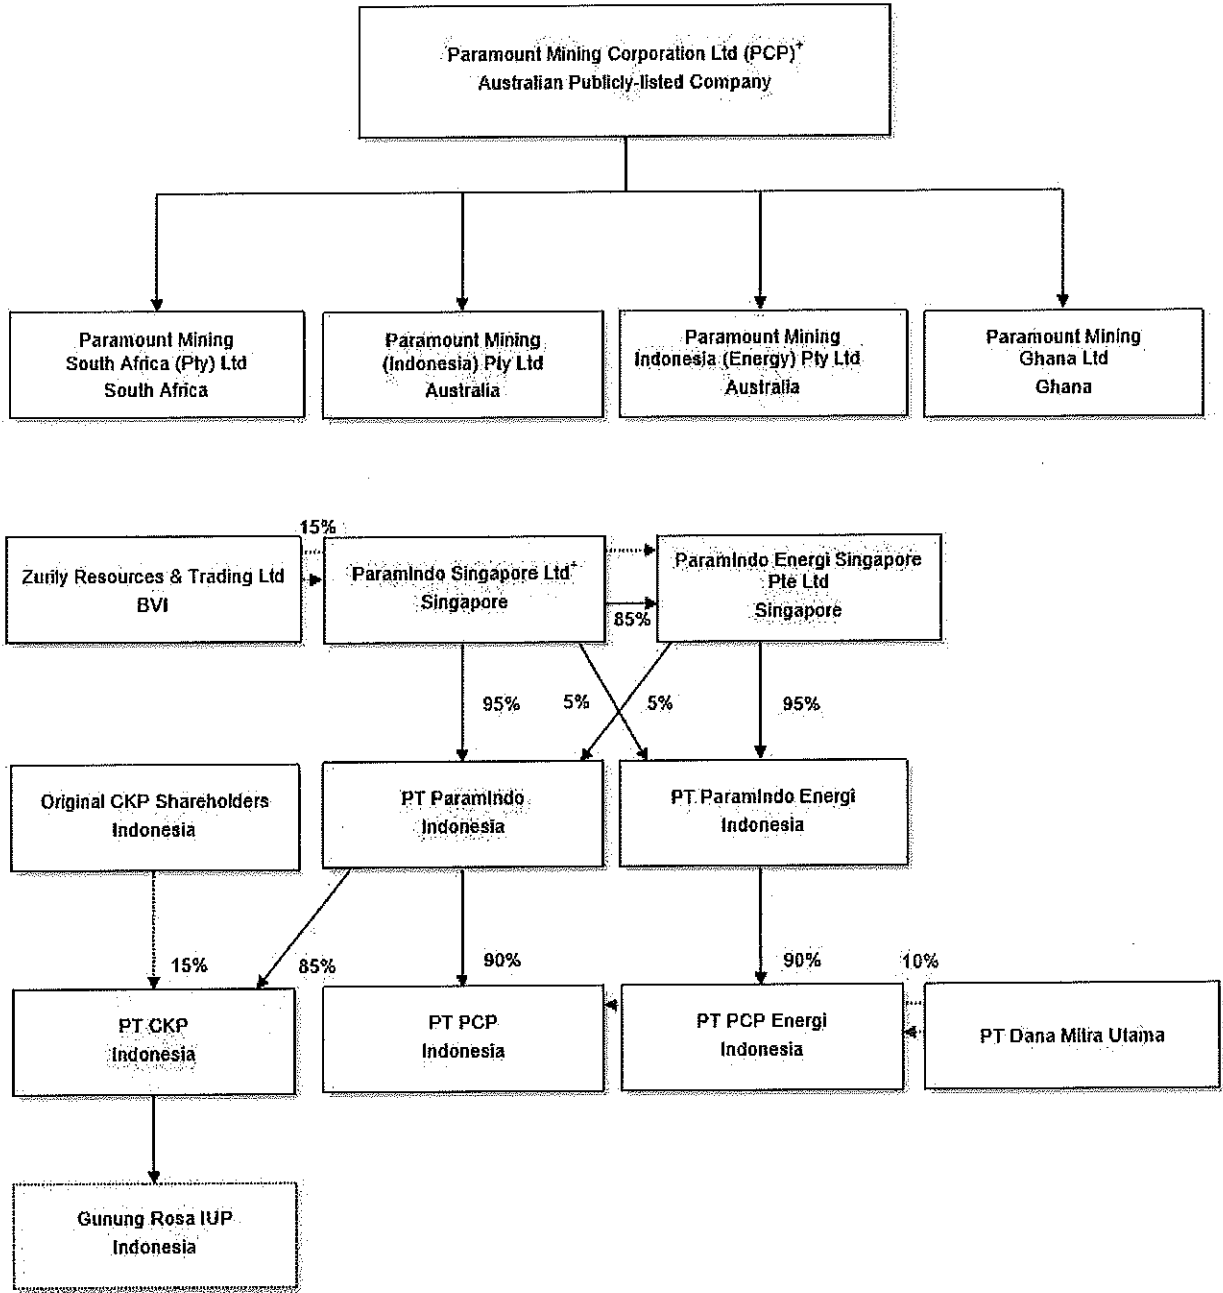 Paramount Mining Corporation Ltd (PCP)+
Australian Publicly-listed Company
Paramount Mining
South Africa (Pty) Ltd
South Africa
Paramount Mining
(Indonesia) Pty Ltd
Australia
Paramount Mining
Indonesia (Energy) Pty Ltd
Australia
Paramount Mining
Ghana Ltd
Ghana
15%
Zurily Resources & Trading Ltd
BVI
ParamIndo Singapore Ltd+
Singapore
85%
ParamIndo Energi Singapore
Pte Ltd
Singapore
95%
5%
5%
95%
Original CKP Shareholders
Indonesia
PT ParamIndo
Indonesia
PT ParamIndo Energi
Indonesia
15%
85%
90%
90%
10%
PT CKP
Indonesia
PT PCP
Indonesia
PT PCP Energi
Indonesia
PT Dana Mitra Utama
Gunung Rosa IUP
Indonesia